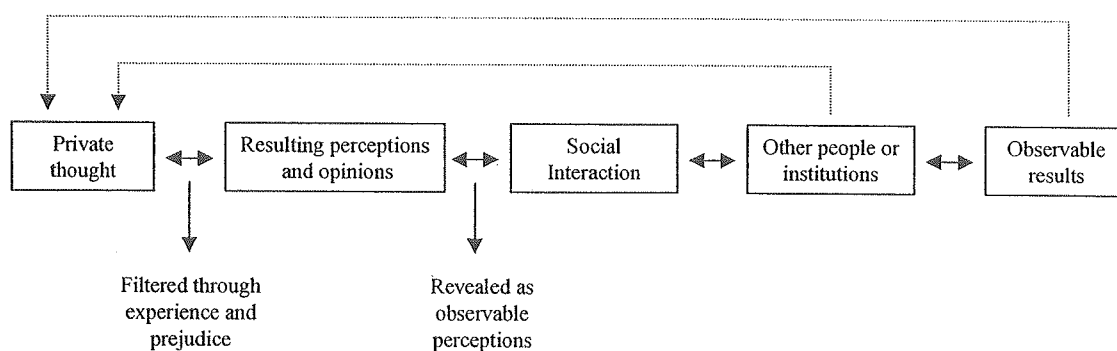 Private
thought
Resulting perceptions
and opinions
Social
Interaction
Other people or
institutions
Observable
results
Filtered through
experience and
prejudice
Revealed as
observable
perceptions